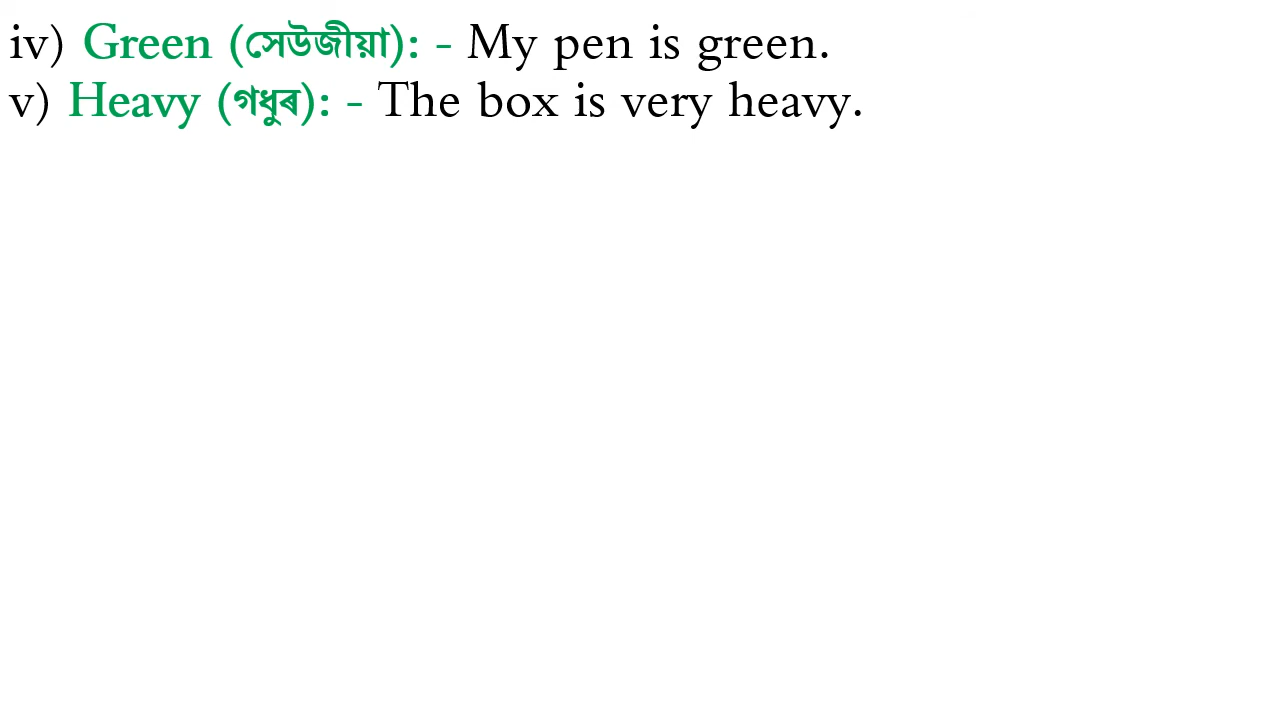 iv) Green (সেউজীয়া): - My pen is green.
v) Heavy (গধুৰ): - The box is very heavy.